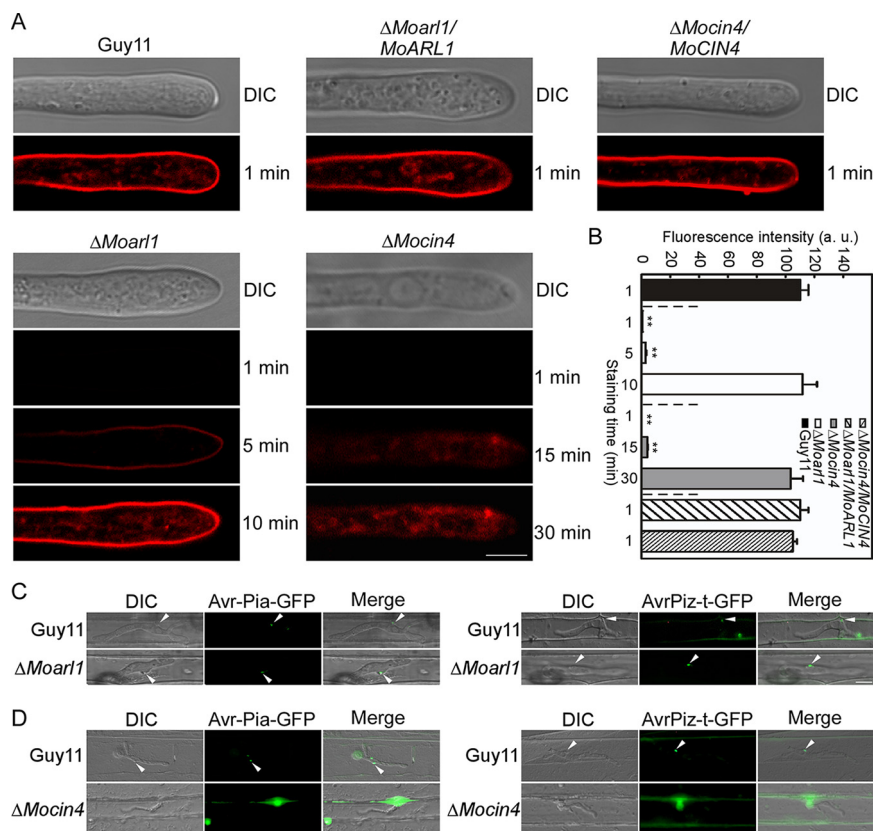 A
Guy11
ΔMoarl1/
MoARL1
ΔMocin4/
MoCIN4
DIC
DIC
DIC
1 min
1 min
1 min
ΔMoarl1
ΔMocin4
DIC
DIC
1 min
1 min
5 min
15 min
10 min
30 min
B
Fluorescence intensity (a. u.)
0 20 40 60 80 100 120 140
Staining time (min)
1
1 **
5 **
10
1 **
15 **
30
1
1
Guy11
ΔMoarl1
ΔMocin4
ΔMoarl1/MoARL1
ΔMocin4/MoCIN4
C
DIC Avr-Pia-GFP Merge
DIC AvrPiz-t-GFP Merge
Guy11
Guy11
ΔMoarl1
ΔMoarl1
D
DIC Avr-Pia-GFP Merge
DIC AvrPiz-t-GFP Merge
Guy11
Guy11
ΔMocin4
ΔMocin4